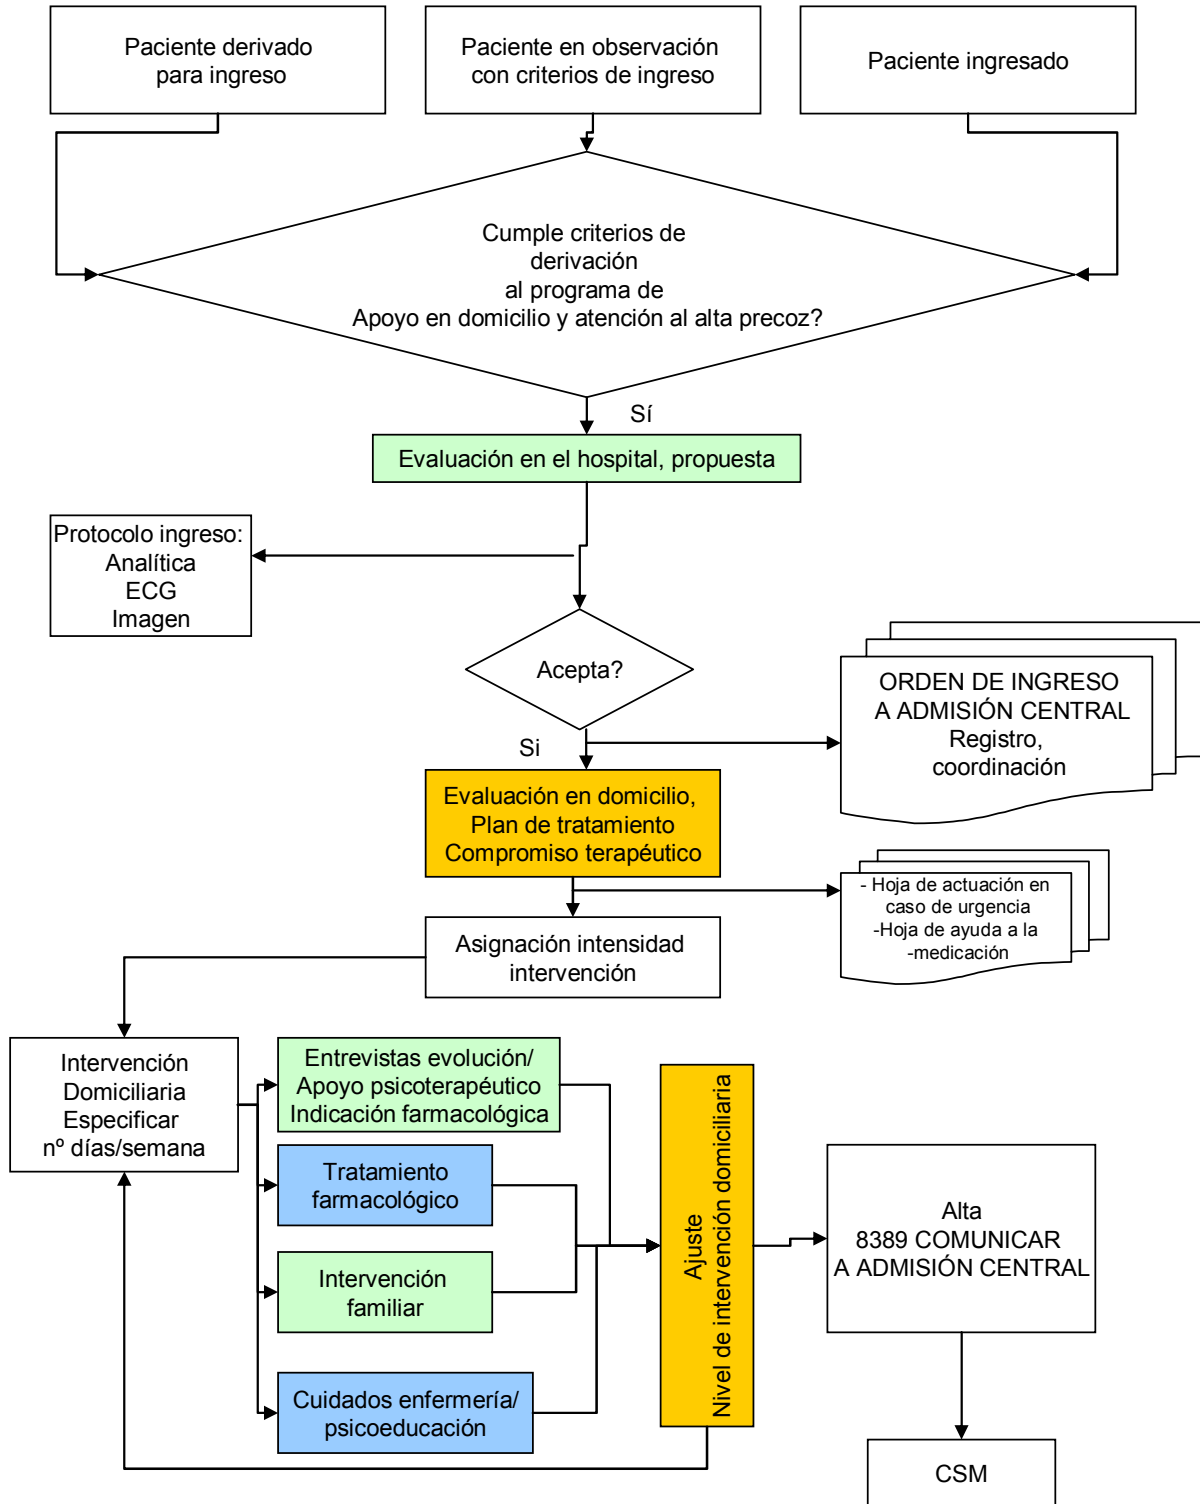 Paciente derivado
para ingreso
Paciente en observación
con criterios de ingreso
Paciente ingresado
Cumple criterios de
derivación
al programa de
Apoyo en domicilio y atención al alta precoz?
Sí
Evaluación en el hospital, propuesta
Protocolo ingreso:
Analítica
ECG
Imagen
Acepta?
ORDEN DE INGRESO
A ADMISIÓN CENTRAL
Registro,
coordinación
Si
Evaluación en domicilio,
Plan de tratamiento
Compromiso terapéutico
- Hoja de actuación en
caso de urgencia
-Hoja de ayuda a la
-medicación
Asignación intensidad
intervención
Intervención
Domiciliaria
Especificar
nº días/semana
Entrevistas evolución/
Apoyo psicoterapéutico
Indicación farmacológica
Tratamiento
farmacológico
Intervención
familiar
Cuidados enfermería/
psicoeducación
Ajuste
Nivel de intervención domiciliaria
Alta
8389 COMUNICAR
A ADMISIÓN CENTRAL
CSM